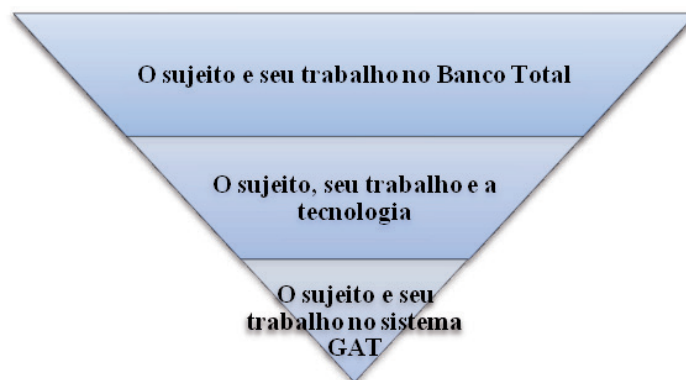 O sujeito e seu trabalho no Banco Total
O sujeito, seu trabalho e a
tecnologia
O sujeito e seu
trabalho no sistema
GAT